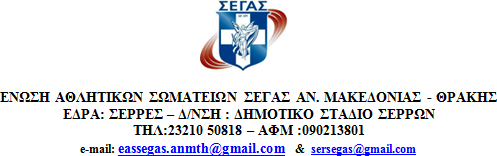 ΣΕΓΑΣ
ΕΝΩΣΗ ΑΘΛΗΤΙΚΩΝ ΣΩΜΑΤΕΙΩΝ ΣΕΓΑΣ ΑΝ. ΜΑΚΕΔΟΝΙΑΣ - ΘΡΑΚΗΣ
ΕΔΡΑ: ΣΕΡΡΕΣ – Δ/ΝΣΗ : ΔΗΜΟΤΙΚΟ ΣΤΑΔΙΟ ΣΕΡΡΩΝ
ΤΗΛ:23210 50818 – ΑΦΜ :090213801
e-mail: eassegas.anmth@gmail.com & sersegas@gmail.com